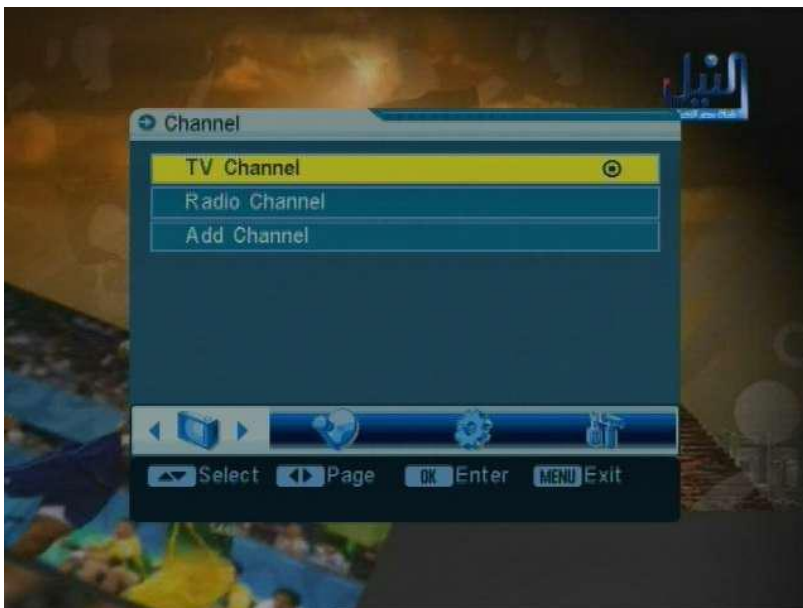 النيل
Channel
TV Channel
Radio Channel
Add Channel
Select Page OK Enter MENU Exit